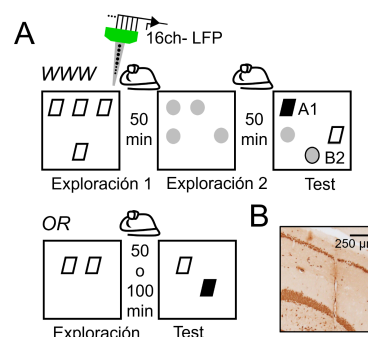 A
16ch- LFP
WWW
50
min
50
min
A1
B2
Exploración 1
Exploración 2
Test
OR
50
o
100
min
Exploración
Test
B
250 µm